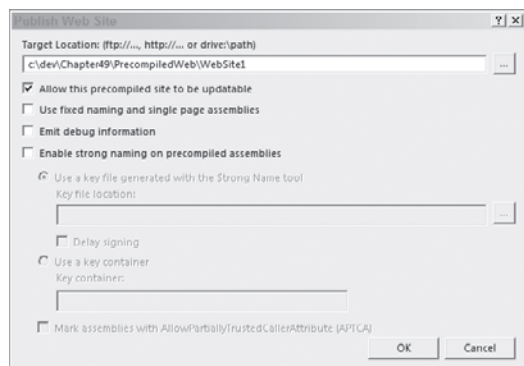 Publish Web Site
Target Location: (ftp://..., http://... or drive:\path)
c:\dev\Chapter49\PrecompiledWeb\WebSite1
...
Allow this precompiled site to be updatable
Use fixed naming and single page assemblies
Emit debug information
Enable strong naming on precompiled assemblies
Use a key file generated with the Strong Name tool
Key file location:
...
Delay signing
Use a key container
Key container:
Mark assemblies with AllowPartiallyTrustedCallerAttribute (APTCA)
OK Cancel